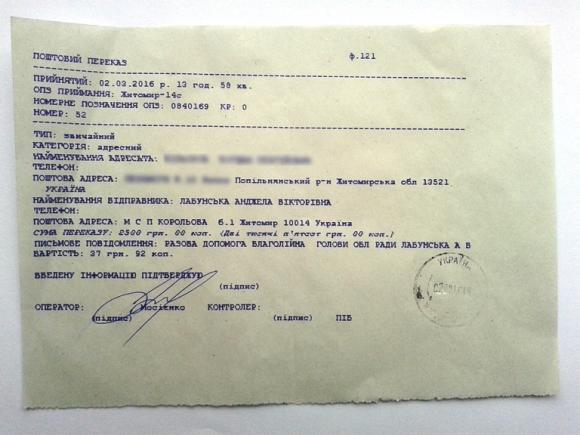 ПОШТОВИЙ ПЕРЕКАЗ ф.121
ПРИЙНЯТИЙ: 02.03.2016 р. 13 год. 58 хв.
ОПЗ ПРИЙМАННЯ: Житомир-14с
НОМЕРНЕ ПОЗНАЧЕННЯ ОПЗ: 0840169 КР: 0
НОМЕР: 52
ТИП: звичайний
КАТЕГОРІЯ: адресний
НАЙМЕНУВАННЯ АДРЕСАТА:
ТЕЛЕФОН:
ПОШТОВА АДРЕСА: Попільнянський р-н Житомирська обл 13521
УКРАЇНА
НАЙМЕНУВАННЯ ВІДПРАВНИКА: ЛАБУНСЬКА АНДЖЕЛА ВІКТОРІВНА
ТЕЛЕФОН:
ПОШТОВА АДРЕСА: М С П КОРОЛЬОВА б.1 Житомир 10014 Україна
СУМА ПЕРЕКАЗУ: 2500 грн. 00 коп. (Дві тисячі п'ятсот грн. 00 коп.)
ПИСЬМОВЕ ПОВІДОМЛЕННЯ: РАЗОВА ДОПОМГА ВЛАГОЛІЙНА ГОЛОВИ ОБЛ РАДИ ЛАБУНСЬКА А В
ВАРТІСТЬ: 37 грн. 92 коп.
ВВЕДЕНУ ІНФОРМАЦІЮ ПІДТВЕРДЖУЮ
(підпис)
ОПЕРАТОР: Мосієнко КОНТРОЛЕР:
(підпис) (підпис) ПІБ
УКРАЇНА